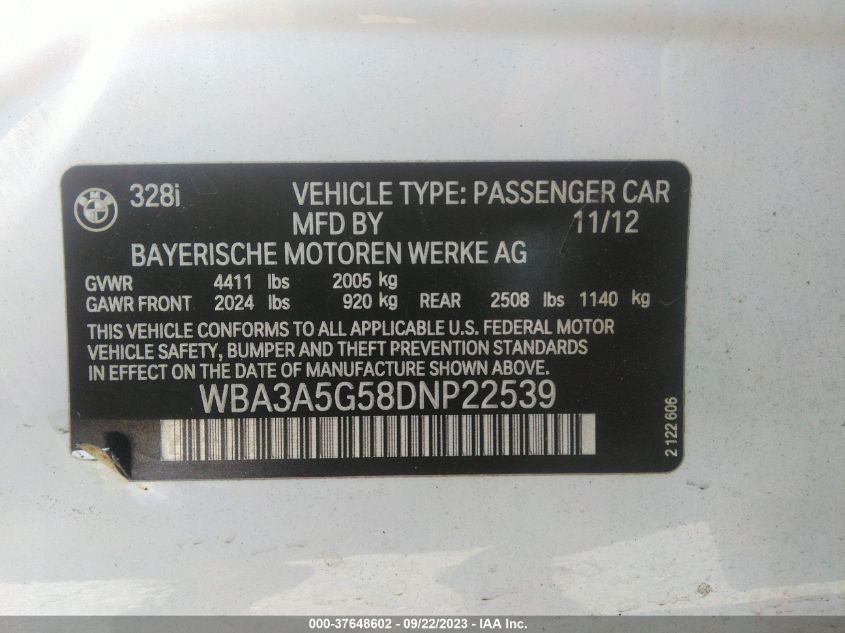 328i VEHICLE TYPE: PASSENGER CAR
MFD BY 11/12
BAYERISCHE MOTOREN WERKE AG
GVWR 4411 lbs 2005 kg
GAWR FRONT 2024 lbs 920 kg REAR 2508 lbs 1140 kg
THIS VEHICLE CONFORMS TO ALL APPLICABLE U.S. FEDERAL MOTOR
VEHICLE SAFETY, BUMPER AND THEFT PREVENTION STANDARDS
IN EFFECT ON THE DATE OF MANUFACTURE SHOWN ABOVE.
WBA3A5G58DNP22539
2 122 606
000-37648602 - 09/22/2023 - IAA Inc.